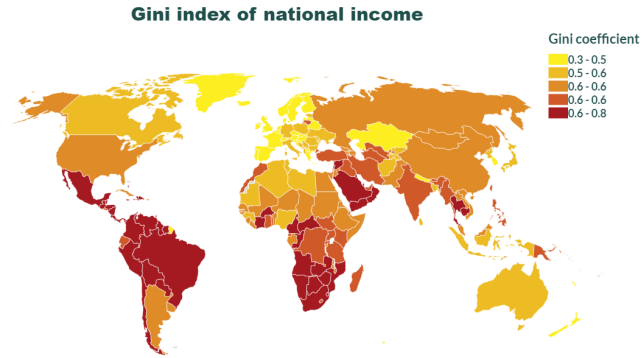 Gini index of national income
Gini coefficient
0.3 - 0.5
0.5 - 0.6
0.6 - 0.6
0.6 - 0.6
0.6 - 0.8